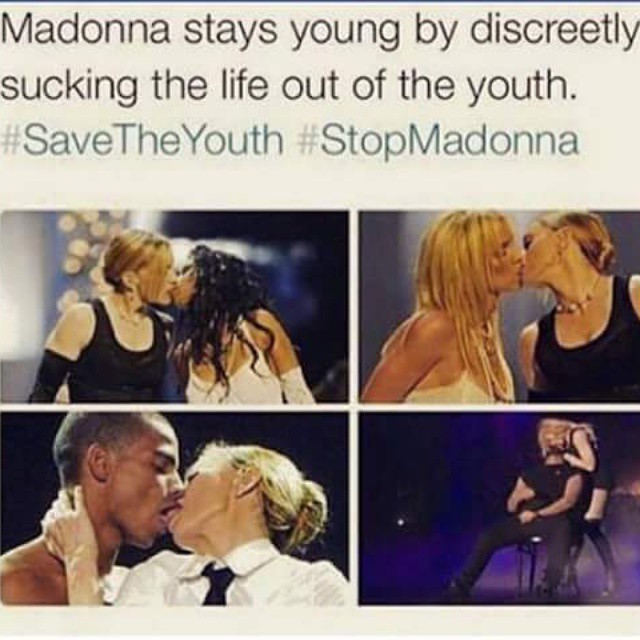 Madonna stays young by discreetly
sucking the life out of the youth.
#SaveTheYouth #StopMadonna